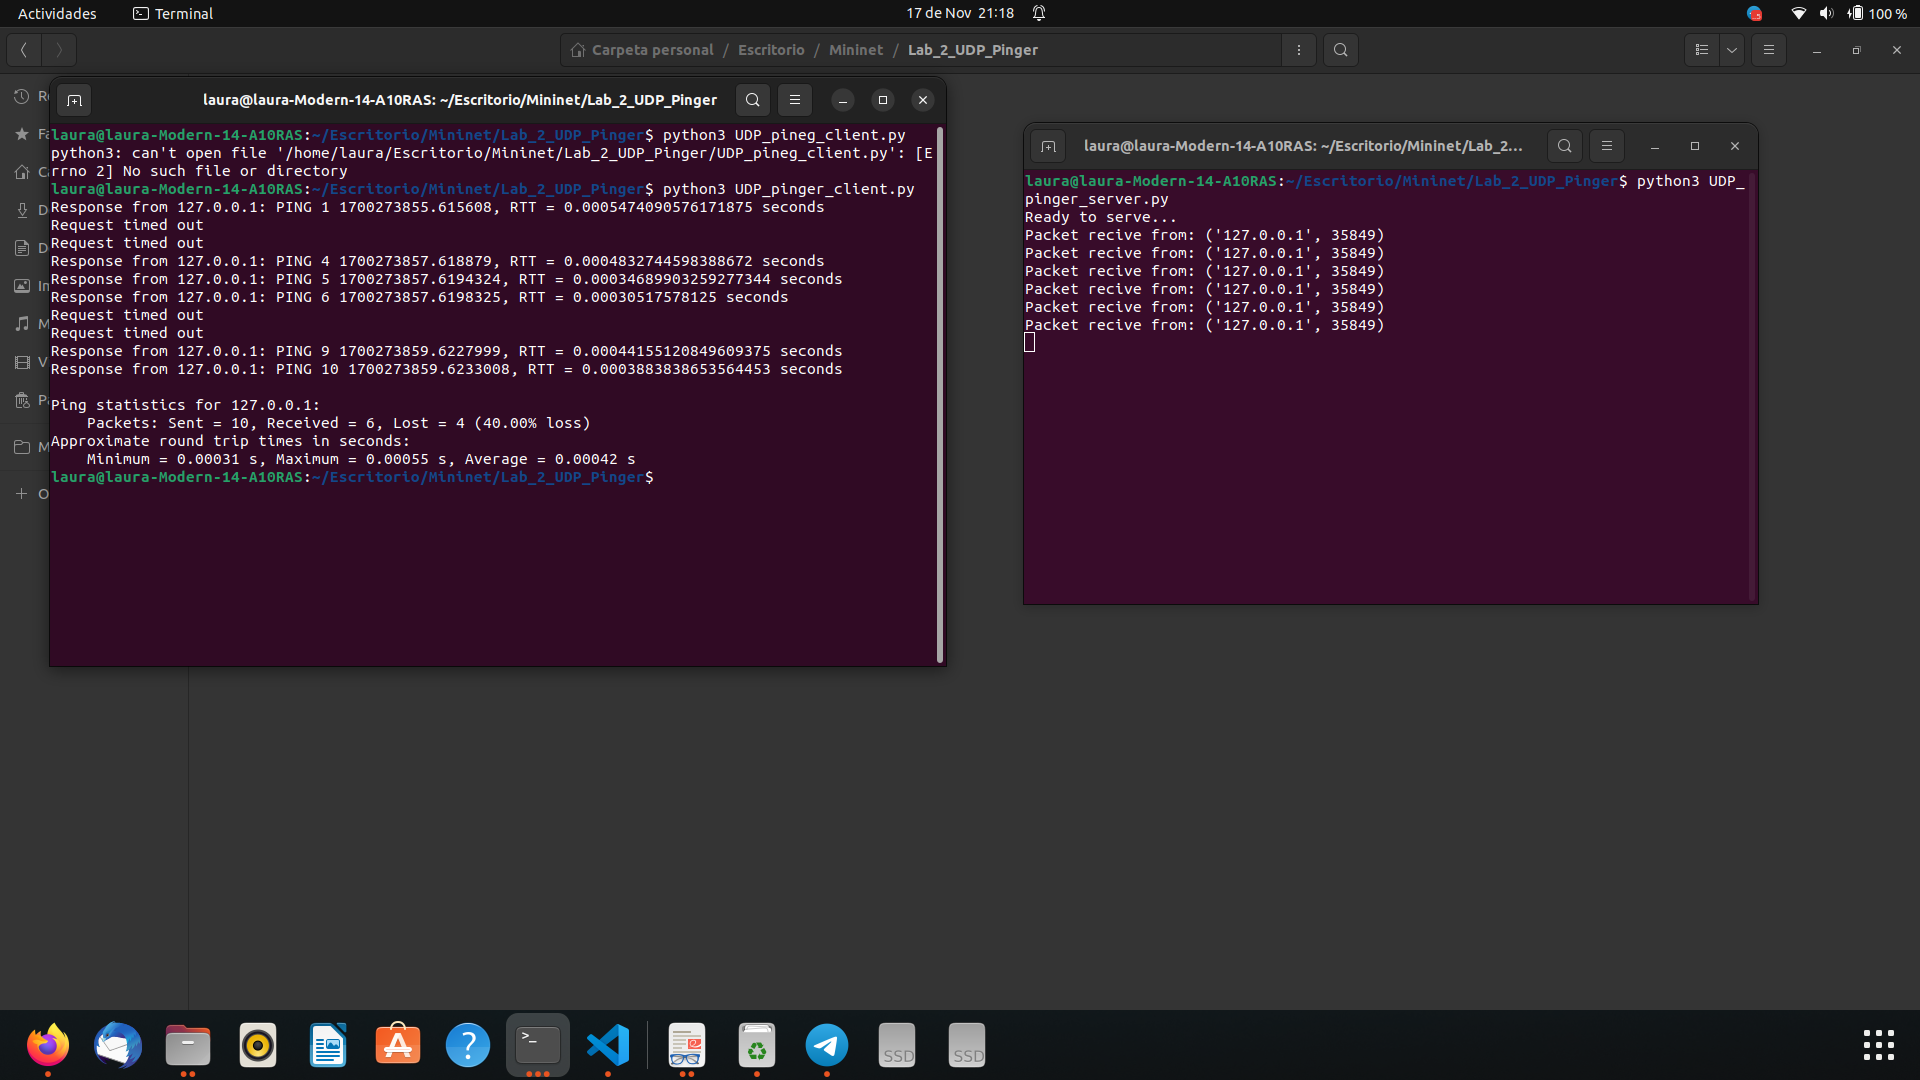 Actividades
Terminal
17 de Nov 21:18
100 %
Carpeta personal / Escritorio / Mininet / Lab_2_UDP_Pinger
laura@laura-Modern-14-A10RAS: ~/Escritorio/Mininet/Lab_2_UDP_Pinger
laura@laura-Modern-14-A10RAS:~/Escritorio/Mininet/Lab_2_UDP_Pinger$ python3 UDP_pineg_client.py
python3: can't open file '/home/laura/Escritorio/Mininet/Lab_2_UDP_Pinger/UDP_pineg_client.py': [E
rrno 2] No such file or directory
laura@laura-Modern-14-A10RAS:~/Escritorio/Mininet/Lab_2_UDP_Pinger$ python3 UDP_pinger_client.py
Response from 127.0.0.1: PING 1 1700273855.615608, RTT = 0.0005474090576171875 seconds
Request timed out
Request timed out
Response from 127.0.0.1: PING 4 1700273857.618879, RTT = 0.0004832744598388672 seconds
Response from 127.0.0.1: PING 5 1700273857.6194324, RTT = 0.00034689903259277344 seconds
Response from 127.0.0.1: PING 6 1700273857.6198325, RTT = 0.00030517578125 seconds
Request timed out
Request timed out
Response from 127.0.0.1: PING 9 1700273859.6227999, RTT = 0.00044155120849609375 seconds
Response from 127.0.0.1: PING 10 1700273859.6233008, RTT = 0.0003883838653564453 seconds
Ping statistics for 127.0.0.1:
Packets: Sent = 10, Received = 6, Lost = 4 (40.00% loss)
Approximate round trip times in seconds:
Minimum = 0.00031 s, Maximum = 0.00055 s, Average = 0.00042 s
laura@laura-Modern-14-A10RAS:~/Escritorio/Mininet/Lab_2_UDP_Pinger$
laura@laura-Modern-14-A10RAS: ~/Escritorio/Mininet/Lab_2...
laura@laura-Modern-14-A10RAS:~/Escritorio/Mininet/Lab_2_UDP_Pinger$ python3 UDP_
pinger_server.py
Ready to serve...
Packet recive from: ('127.0.0.1', 35849)
Packet recive from: ('127.0.0.1', 35849)
Packet recive from: ('127.0.0.1', 35849)
Packet recive from: ('127.0.0.1', 35849)
Packet recive from: ('127.0.0.1', 35849)
Packet recive from: ('127.0.0.1', 35849)
SSD
SSD